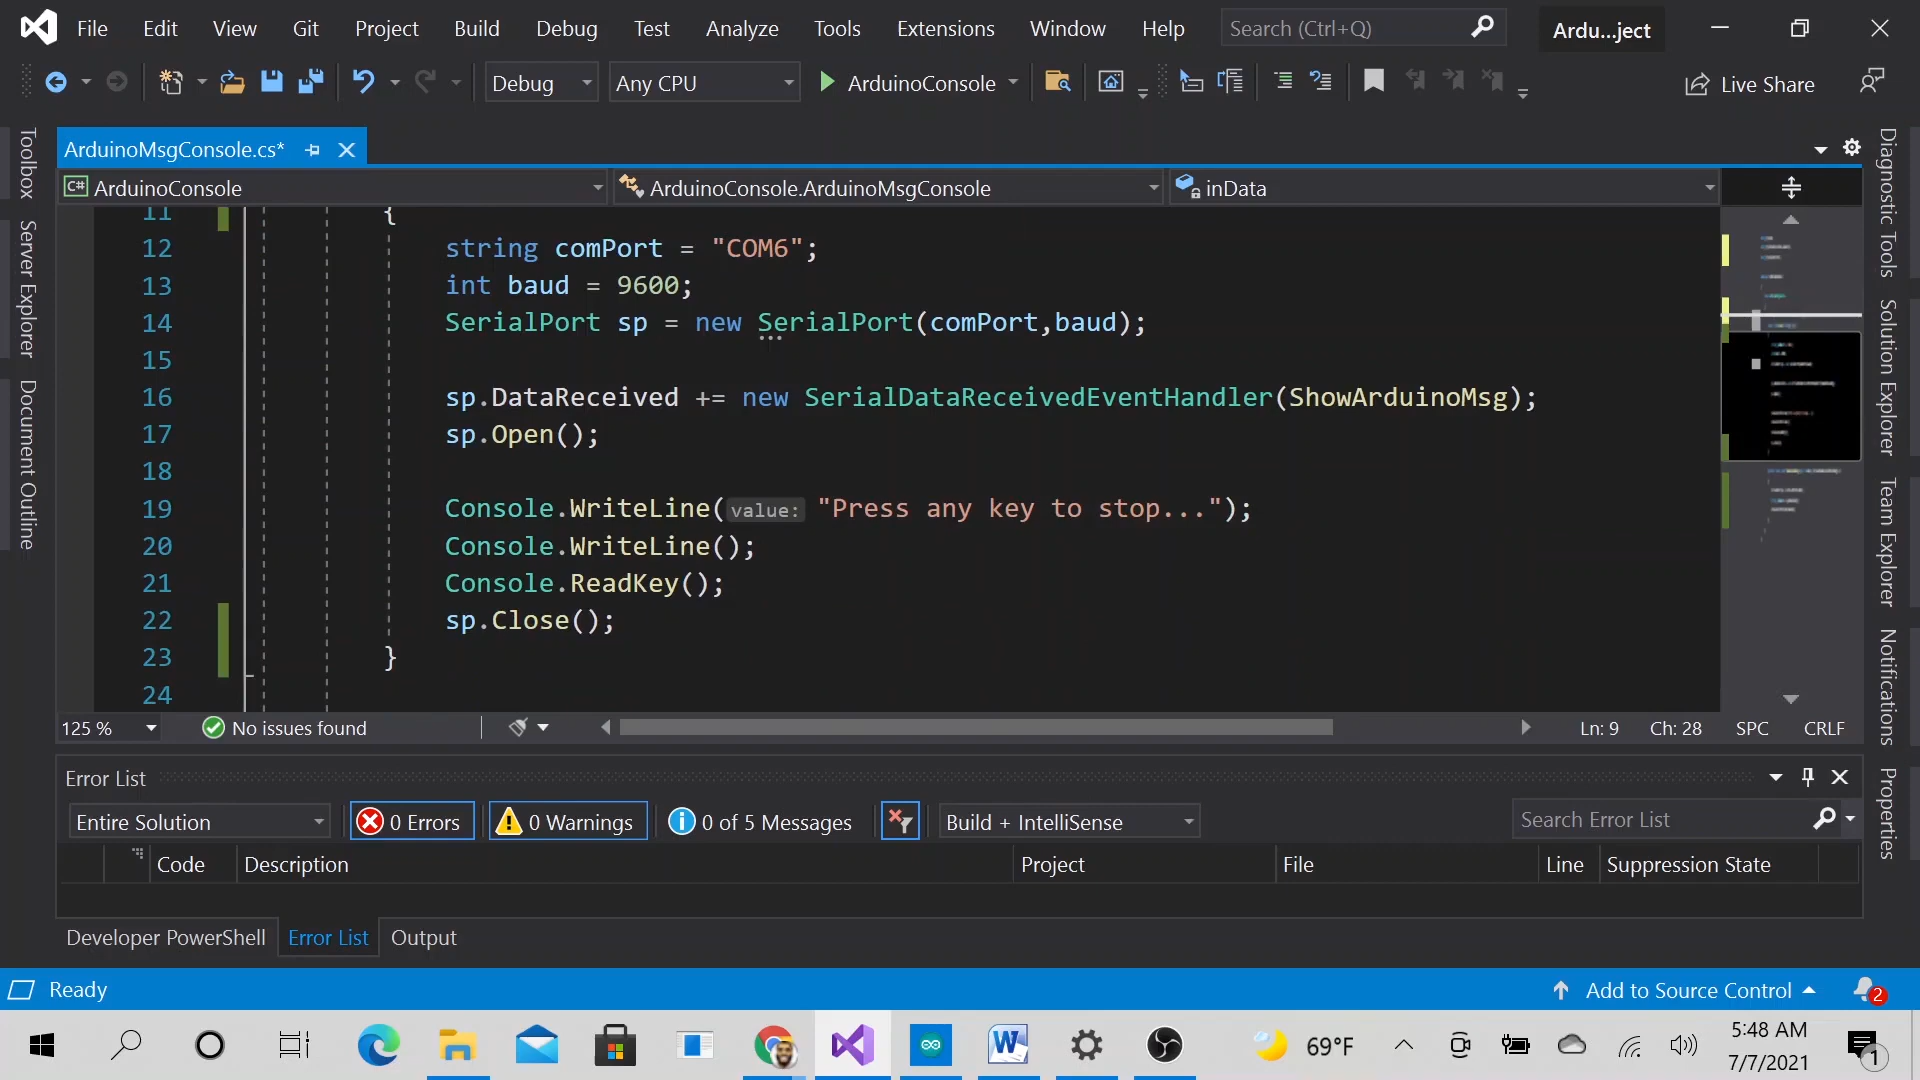 File Edit View Git Project Build Debug Test Analyze Tools Extensions Window Help Search (Ctrl+Q) Ardu...ject
Debug Any CPU ArduinoConsole Live Share
ArduinoMsgConsole.cs*
C# ArduinoConsole ArduinoConsole.ArduinoMsgConsole inData
Toolbox
Server Explorer
Document Outline
11 {
12 string comPort = "COM6";
13 int baud = 9600;
14 SerialPort sp = new SerialPort(comPort,baud);
15
16 sp.DataReceived += new SerialDataReceivedEventHandler(ShowArduinoMsg);
17 sp.Open();
18
19 Console.WriteLine(value: "Press any key to stop...");
20 Console.WriteLine();
21 Console.ReadKey();
22 sp.Close();
23 }
24
Diagnostic Tools
Solution Explorer
Team Explorer
Notifications
Properties
125 % No issues found Ln: 9 Ch: 28 SPC CRLF
Error List
Entire Solution 0 Errors 0 Warnings 0 of 5 Messages Build + IntelliSense Search Error List
Code Description Project File Line Suppression State
Developer PowerShell Error List Output
Ready Add to Source Control 2
69°F 5:48 AM
7/7/2021 1